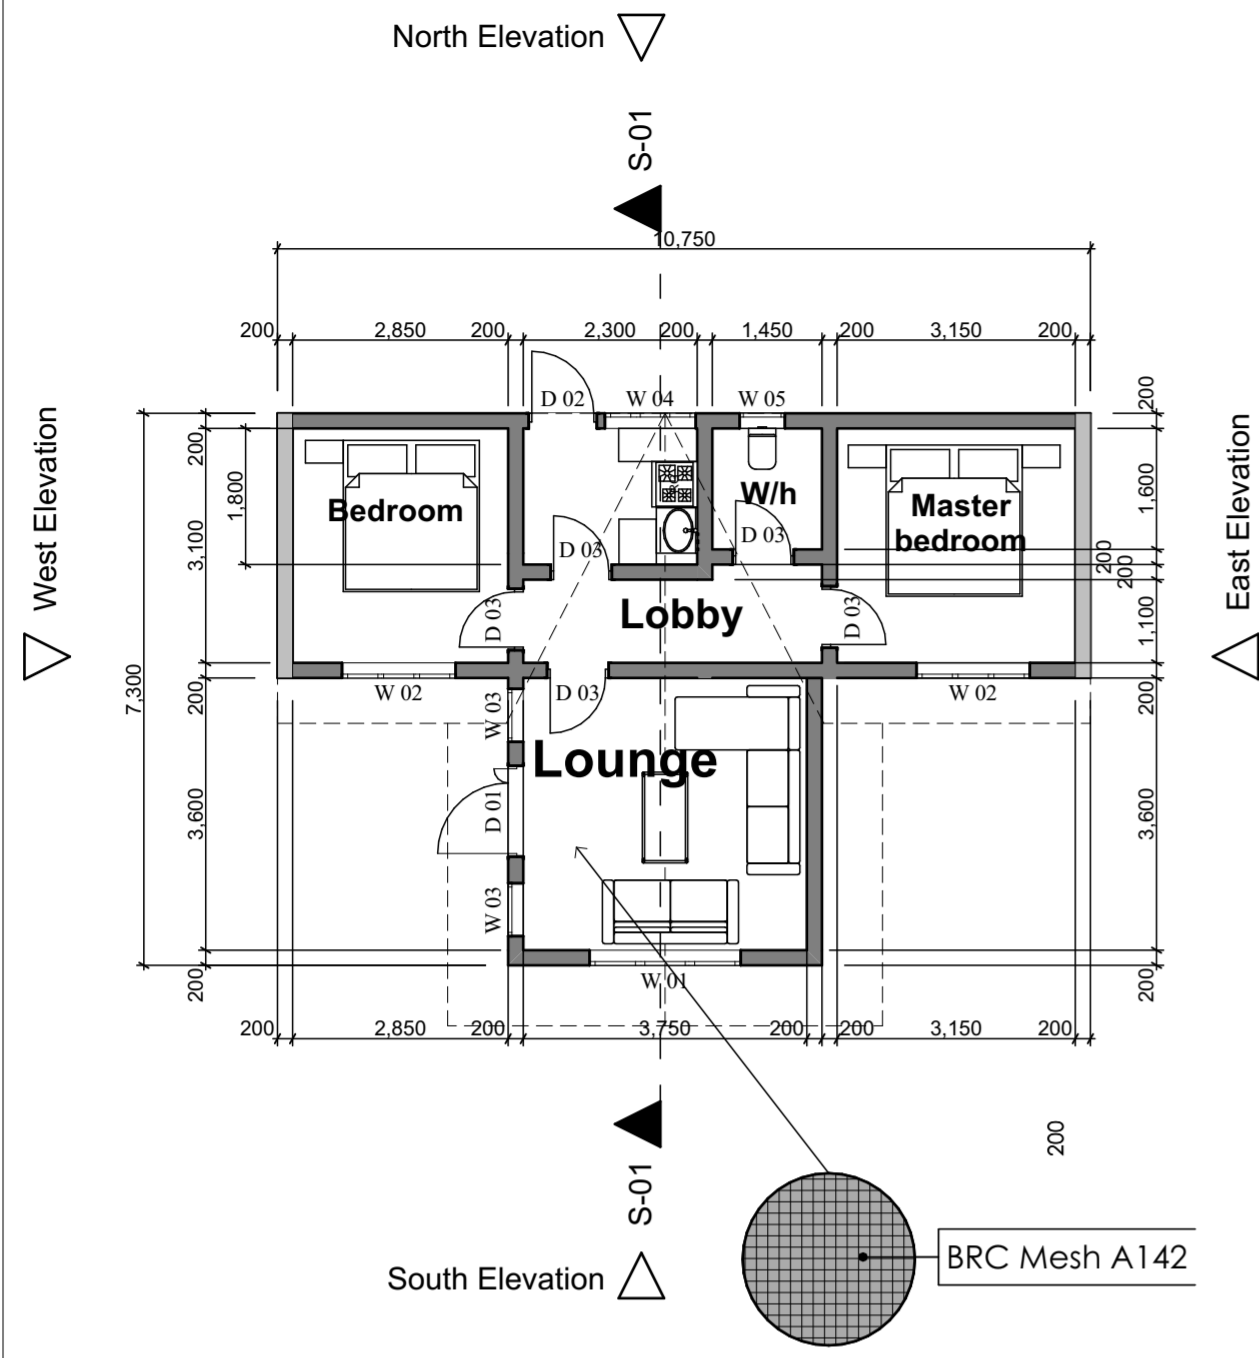 North Elevation
S-01
10,750
200 2,850 200 2,300 200 1,450 200 3,150 200
D 02 W 04 W 05
200
200
1,800
3,100
7,300
200
3,600
200
West Elevation
Bedroom
W/h
Master
bedroom
D 03
D 03
Lobby
D 03
D 03
1,600
200
200
1,100
200
3,600
200
East Elevation
W 02
D 03
W 02
W 03
Lounge
D 01
W 03
W 01
200 2,850 200 3,750 200 200 3,150 200
200
S-01
South Elevation
BRC Mesh A142